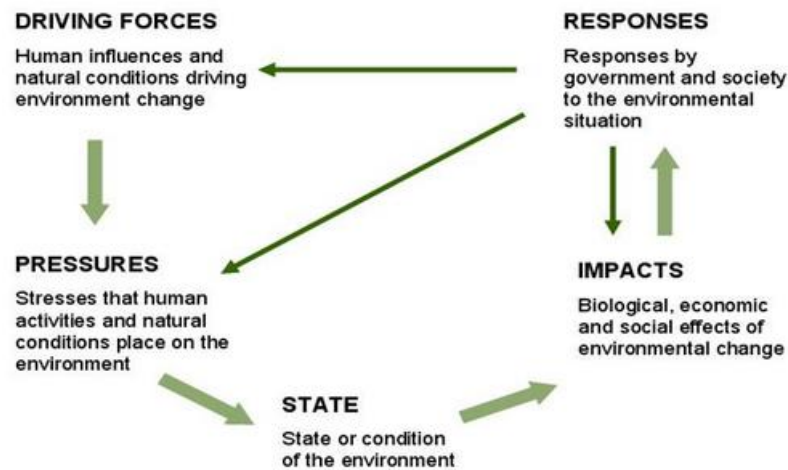 DRIVING FORCES
Human influences and
natural conditions driving
environment change
RESPONSES
Responses by
government and society
to the environmental
situation
PRESSURES
Stresses that human
activities and natural
conditions place on the
environment
IMPACTS
Biological, economic
and social effects of
environmental change
STATE
State or condition
of the environment